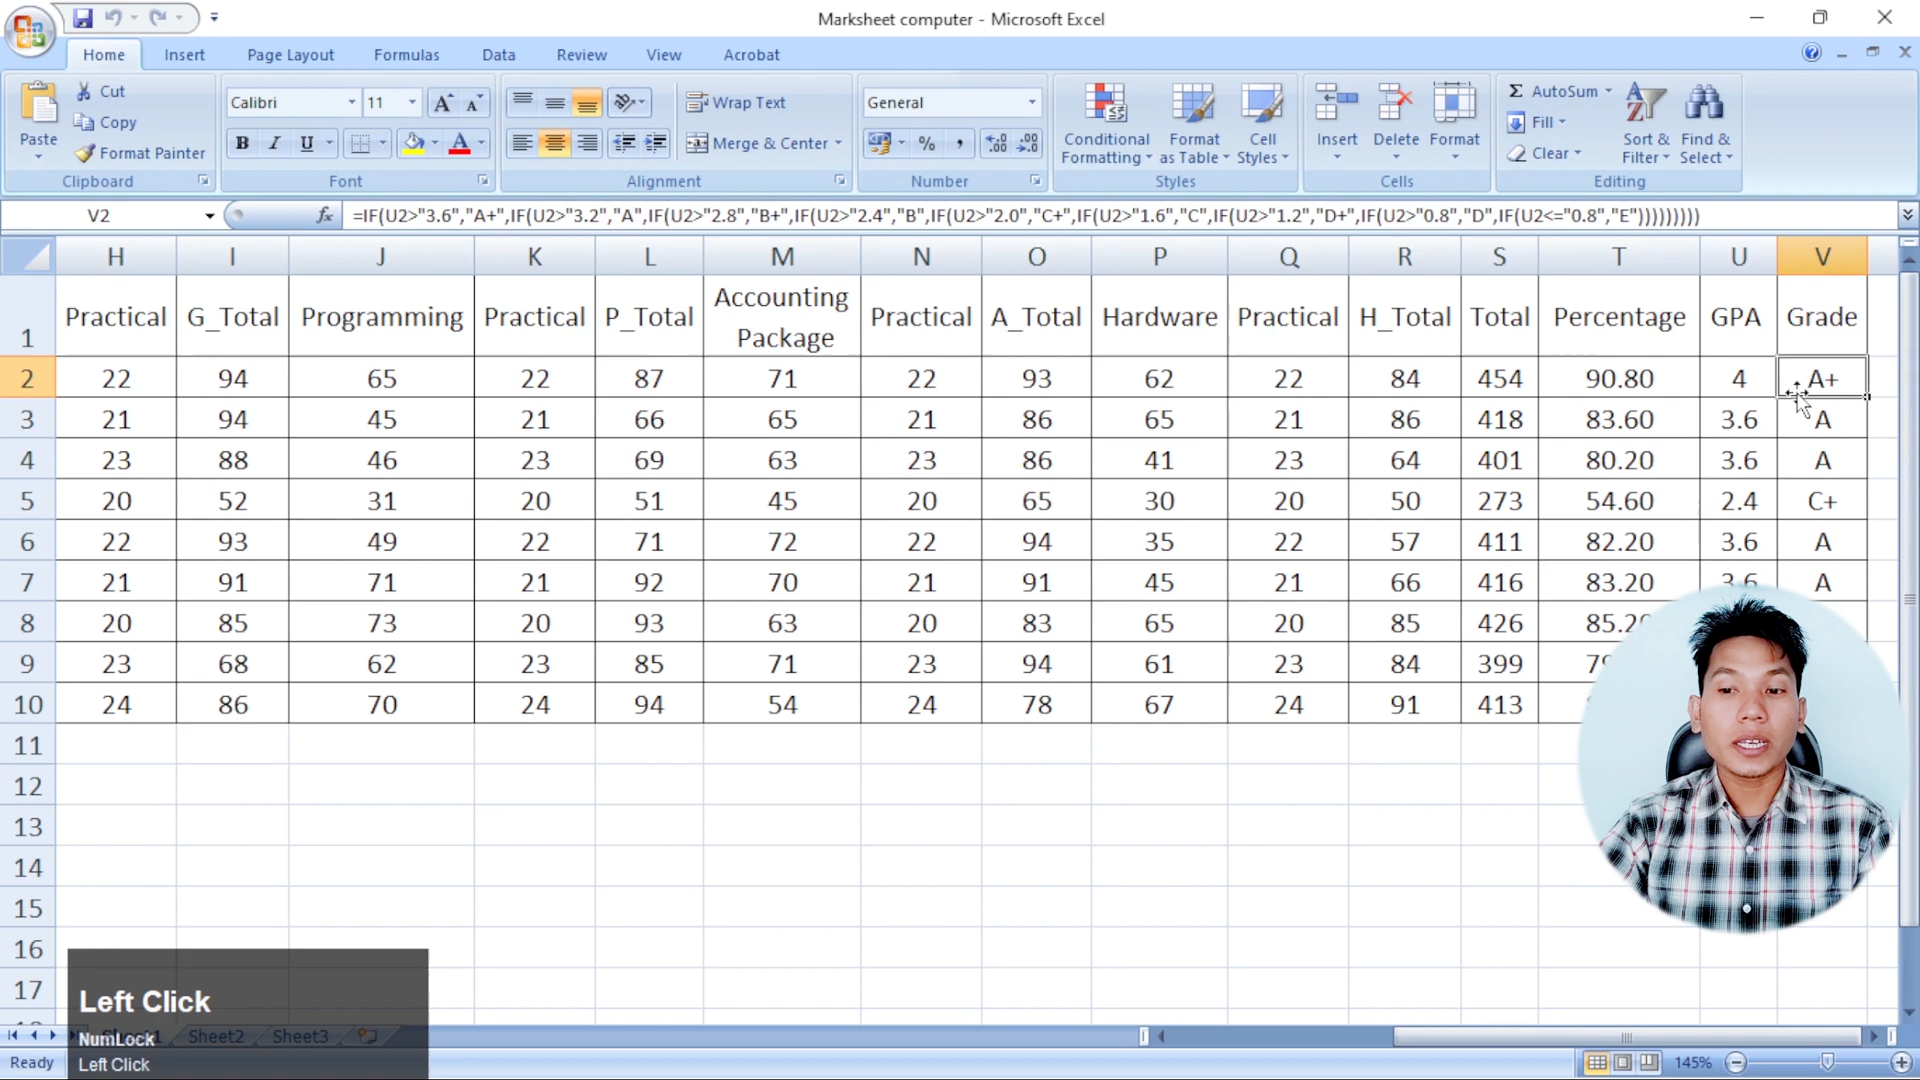 Marksheet computer - Microsoft Excel
Home Insert Page Layout Formulas Data Review View Acrobat
Cut
Copy
Format Painter
Paste
Clipboard
Calibri 11
B I U
Font
Wrap Text
Merge & Center
Alignment
General
Number
Conditional Formatting
Format as Table
Cell Styles
Styles
Insert Delete Format
Cells
Σ AutoSum
Fill
Clear
Sort & Filter
Find & Select
Editing
V2 fx =IF(U2>"3.6","A+",IF(U2>"3.2","A",IF(U2>"2.8","B+",IF(U2>"2.4","B",IF(U2>"2.0","C+",IF(U2>"1.6","C",IF(U2>"1.2","D+",IF(U2>"0.8","D",IF(U2<="0.8","E")))))))))
H I J K L M N O P Q R S T U V
1 Practical G_Total Programming Practical P_Total Accounting Package Practical A_Total Hardware Practical H_Total Total Percentage GPA Grade
2 22 94 65 22 87 71 22 93 62 22 84 454 90.80 4 A+
3 21 94 45 21 66 65 21 86 65 21 86 418 83.60 3.6 A
4 23 88 46 23 69 63 23 86 41 23 64 401 80.20 3.6 A
5 20 52 31 20 51 45 20 65 30 20 50 273 54.60 2.4 C+
6 22 93 49 22 71 72 22 94 35 22 57 411 82.20 3.6 A
7 21 91 71 21 92 70 21 91 45 21 66 416 83.20 3.6 A
8 20 85 73 20 93 63 20 83 65 20 85 426 85.20
9 23 68 62 23 85 71 23 94 61 23 84 399
10 24 86 70 24 94 54 24 78 67 24 91 413
11
12
13
14
15
16
17
Left Click
NumLock
Left Click
Sheet2 Sheet3
Ready
145%